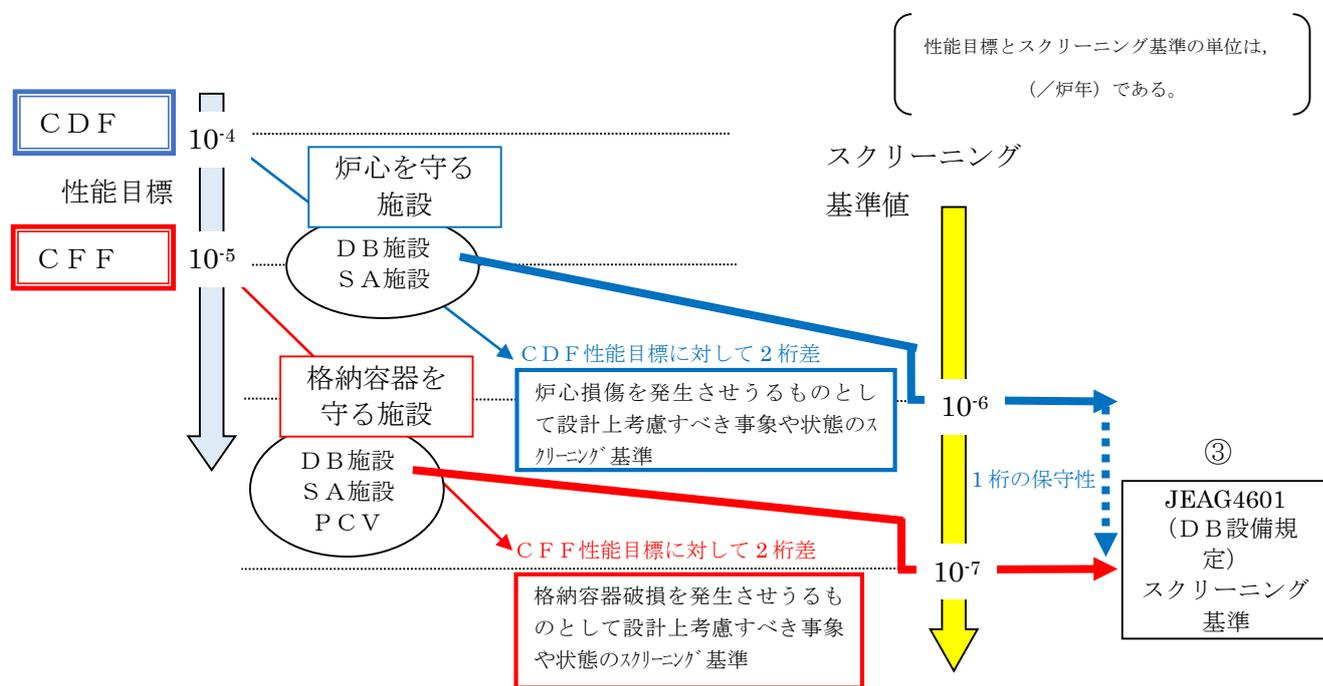 性能目標とスクリーニング基準の単位は,
(／炉年) である。
ＣＤＦ
10-4
性能目標
ＣＦＦ
10-5
炉心を守る
施設
ＤＢ施設
ＳＡ施設
スクリーニング
基準値
ＣＤＦ性能目標に対して２桁差
炉心損傷を発生させうるものとし
て設計上考慮すべき事象や状態のｽ
ｸﾘｰﾆﾝｸﾞ基準
格納容器を
守る施設
ＤＢ施設
ＳＡ施設
ＰＣＶ
10-6
１桁の保守性
③
JEAG4601
（ＤＢ設備規
定）
スクリーニング
基準
ＣＦＦ性能目標に対して２桁差
10-7
格納容器破損を発生させうるも
のとして設計上考慮すべき事象
や状態のｽｸﾘｰﾆﾝｸﾞ基準